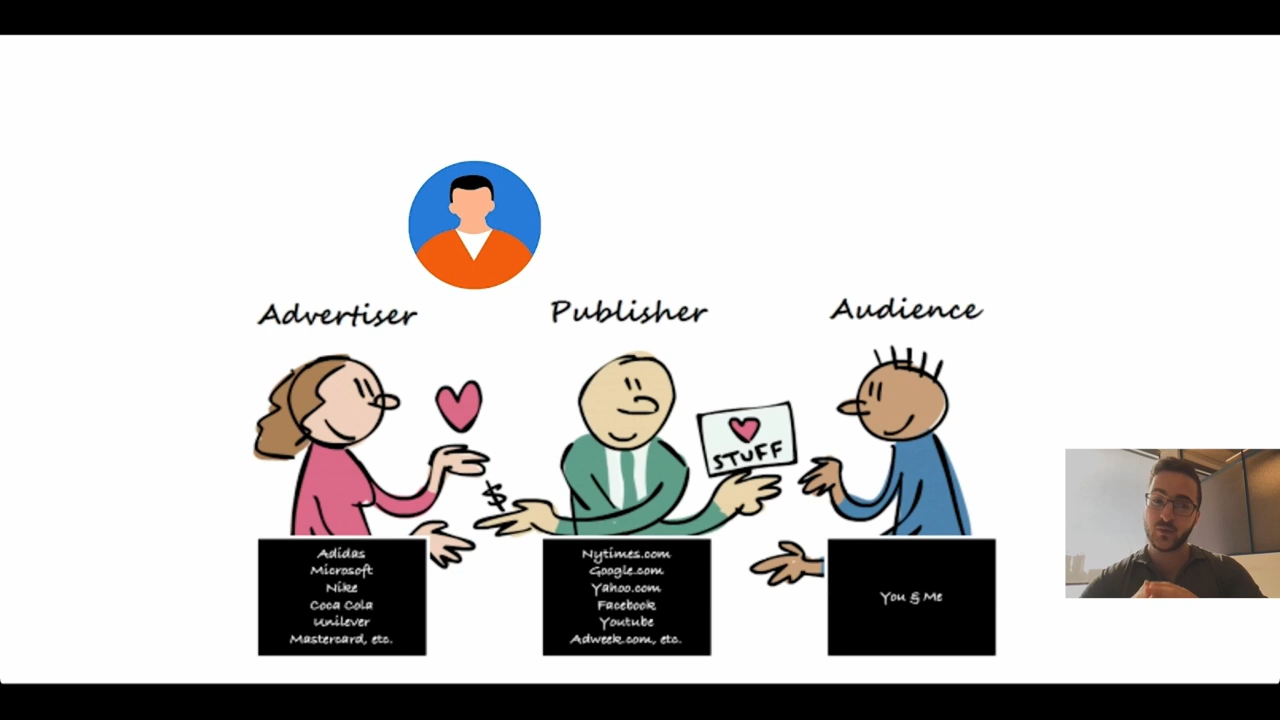 Advertiser
Publisher
Audience
$
STUFF
Adidas
Microsoft
Nike
Coca Cola
Unilever
Mastercard, etc.
Nytimes.com
Google.com
Yahoo.com
Facebook
Youtube
Adweek.com, etc.
You & Me